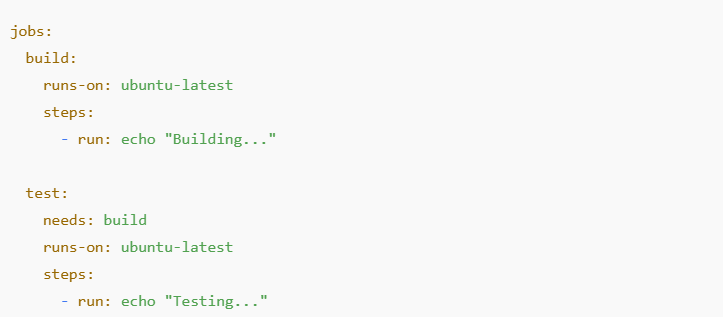 jobs:
  build:
    runs-on: ubuntu-latest
    steps:
      - run: echo "Building..."

  test:
    needs: build
    runs-on: ubuntu-latest
    steps:
      - run: echo "Testing..."